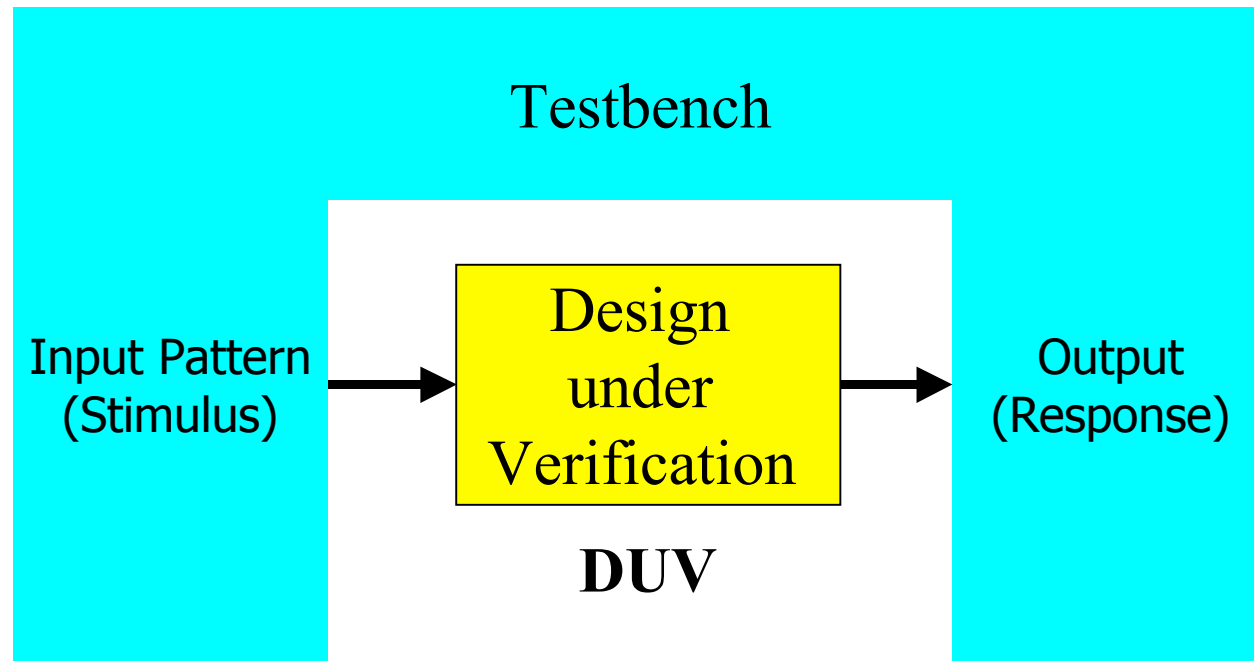 Testbench
Input Pattern
(Stimulus)
Design
under
Verification
Output
(Response)
DUV